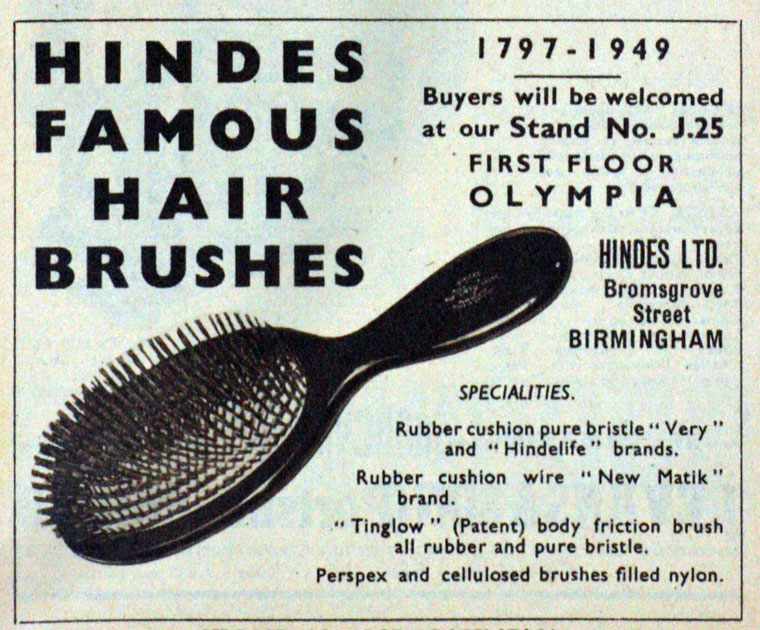 HINDES
FAMOUS
HAIR
BRUSHES
1797-1949
Buyers will be welcomed
at our Stand No. J.25
FIRST FLOOR
OLYMPIA
HINDES LTD.
Bromsgrove
Street
BIRMINGHAM
SPECIALITIES.
Rubber cushion pure bristle "Very"
and "Hindelife" brands.
Rubber cushion wire "New Matik"
brand.
"Tinglow" (Patent) body friction brush
all rubber and pure bristle.
Perspex and cellulosed brushes filled nylon.